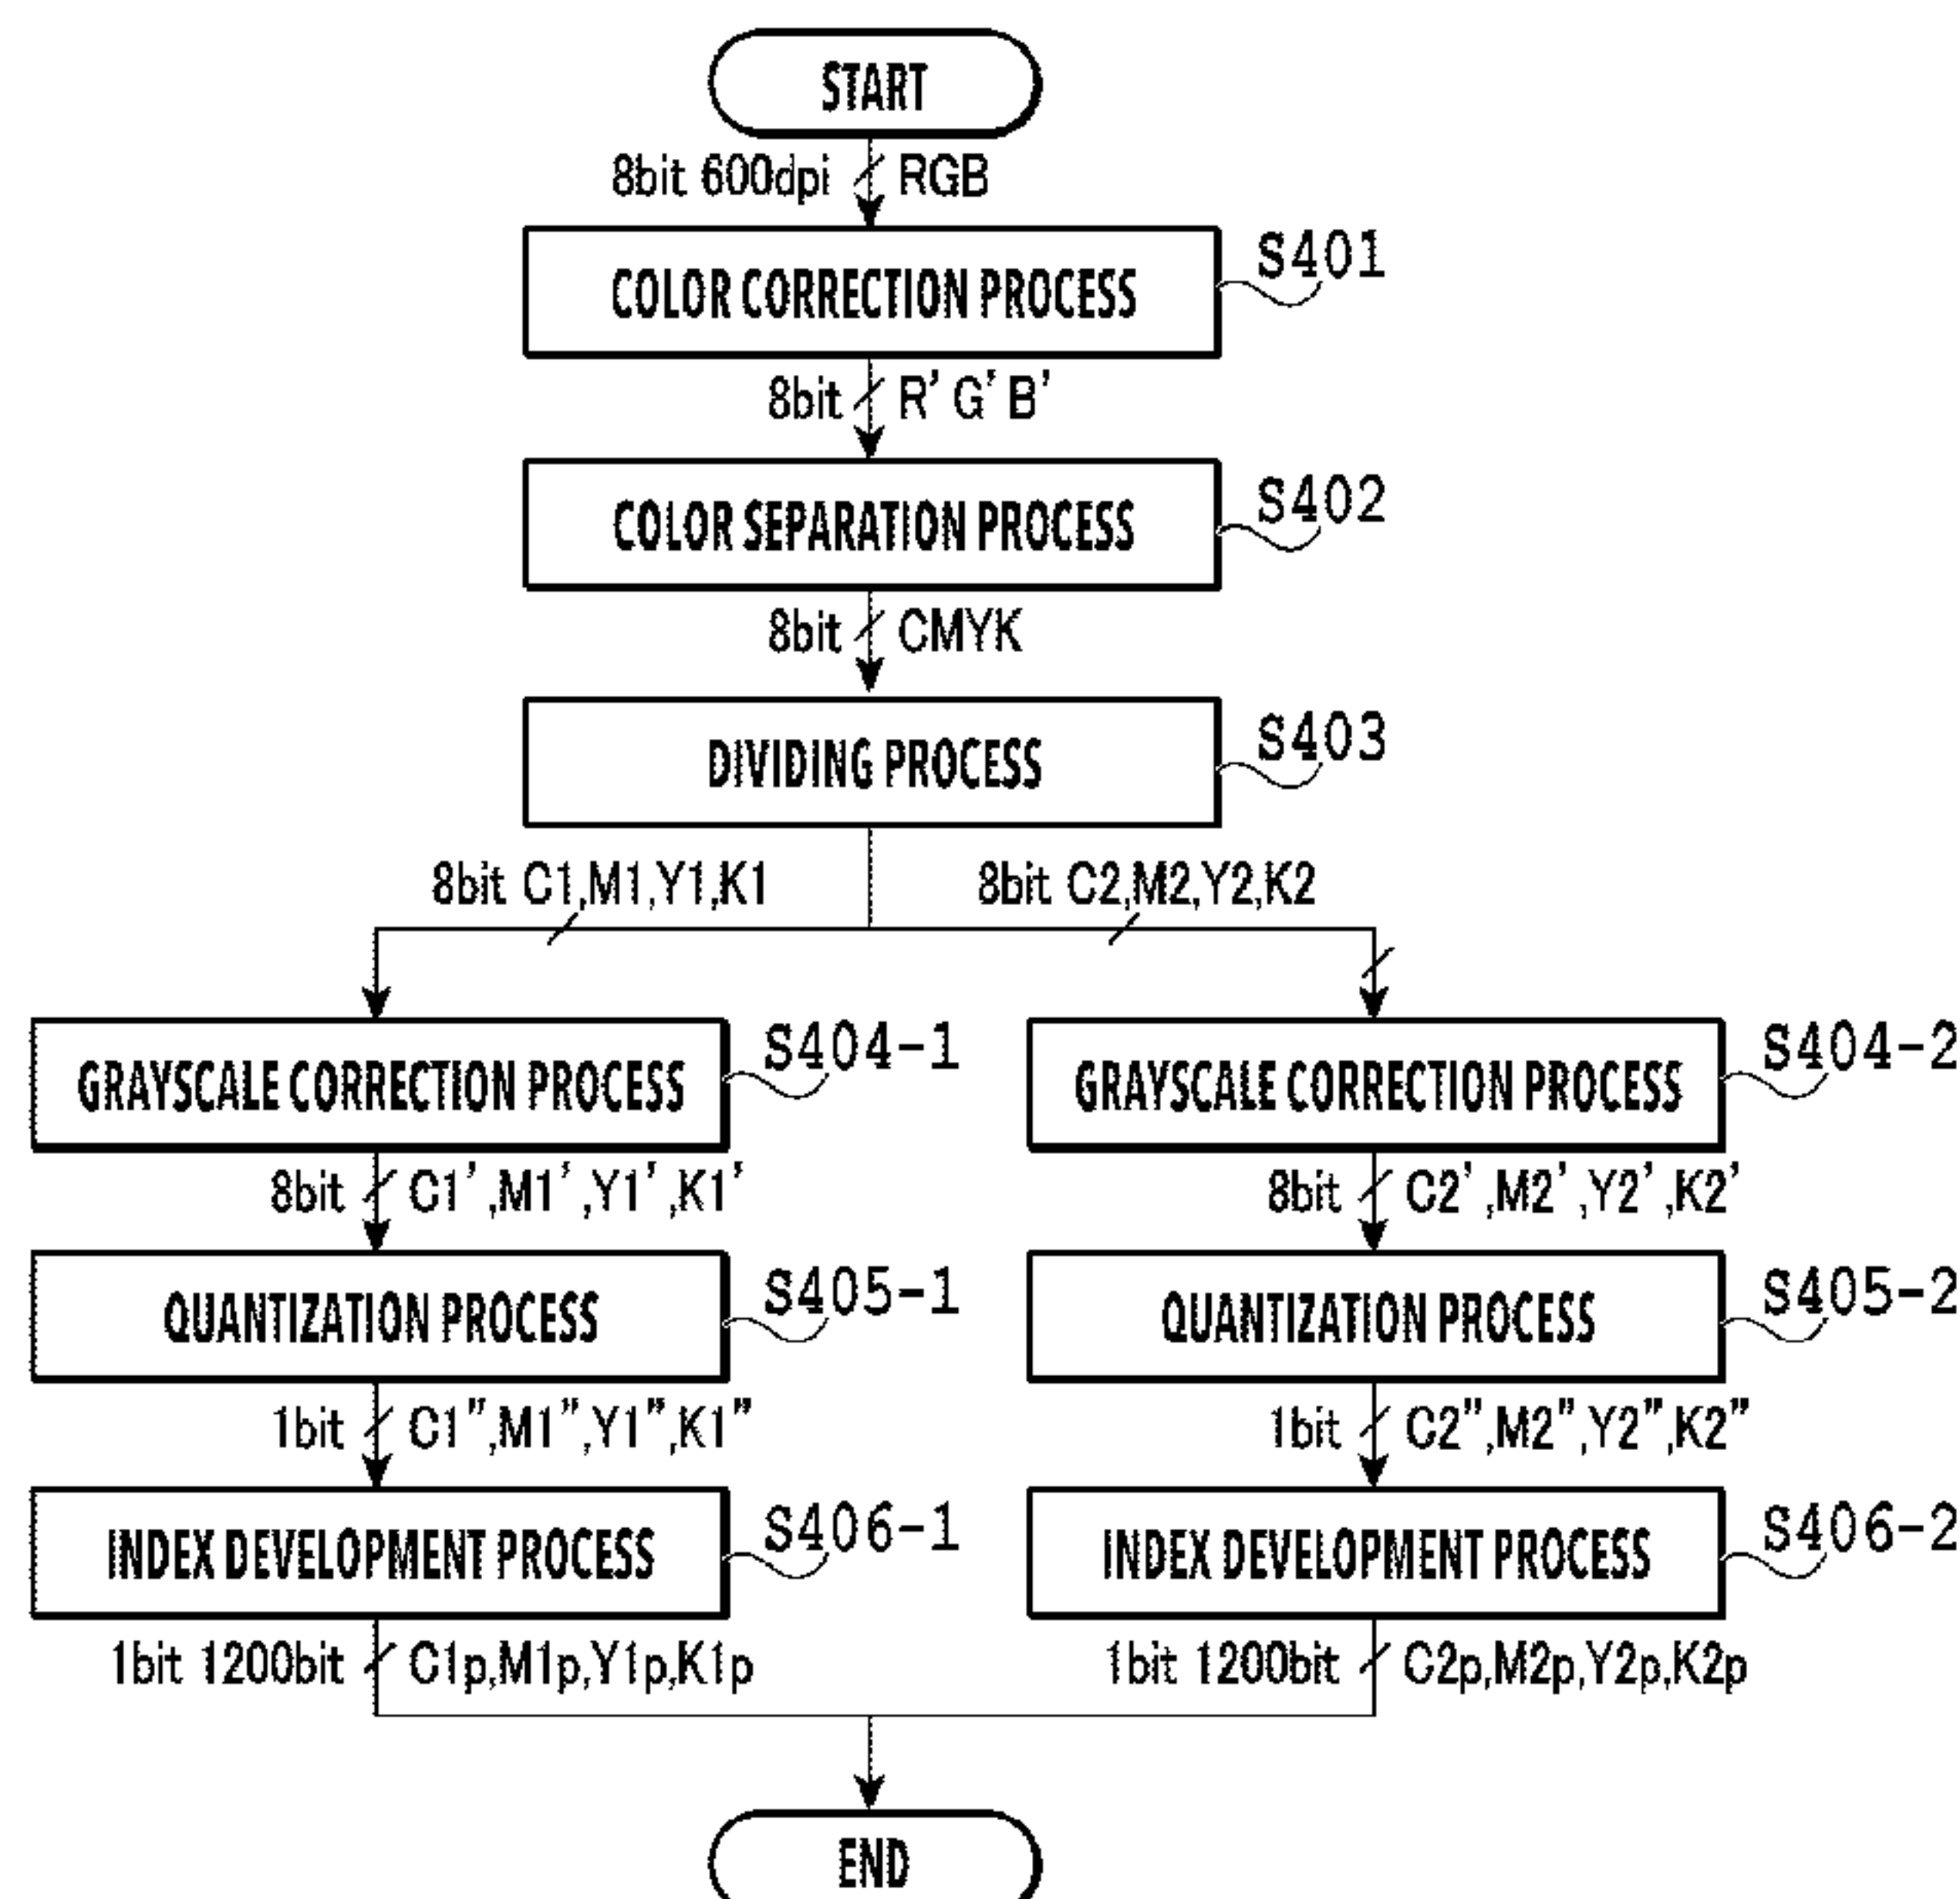 START
8bit 600dpi RGB
COLOR CORRECTION PROCESS
S401
8bit R'G'B'
COLOR SEPARATION PROCESS
S402
8bit CMYK
DIVIDING PROCESS
S403
8bit C1,M1,Y1,K1
8bit C2,M2,Y2,K2
GRAYSCALE CORRECTION PROCESS
S404-1
GRAYSCALE CORRECTION PROCESS
S404-2
8bit C1',M1',Y1',K1'
8bit C2',M2',Y2',K2'
QUANTIZATION PROCESS
S405-1
QUANTIZATION PROCESS
S405-2
1bit C1",M1",Y1",K1"
1bit C2",M2",Y2",K2"
INDEX DEVELOPMENT PROCESS
S406-1
INDEX DEVELOPMENT PROCESS
S406-2
1bit 1200bit C1p,M1p,Y1p,K1p
1bit 1200bit C2p,M2p,Y2p,K2p
END